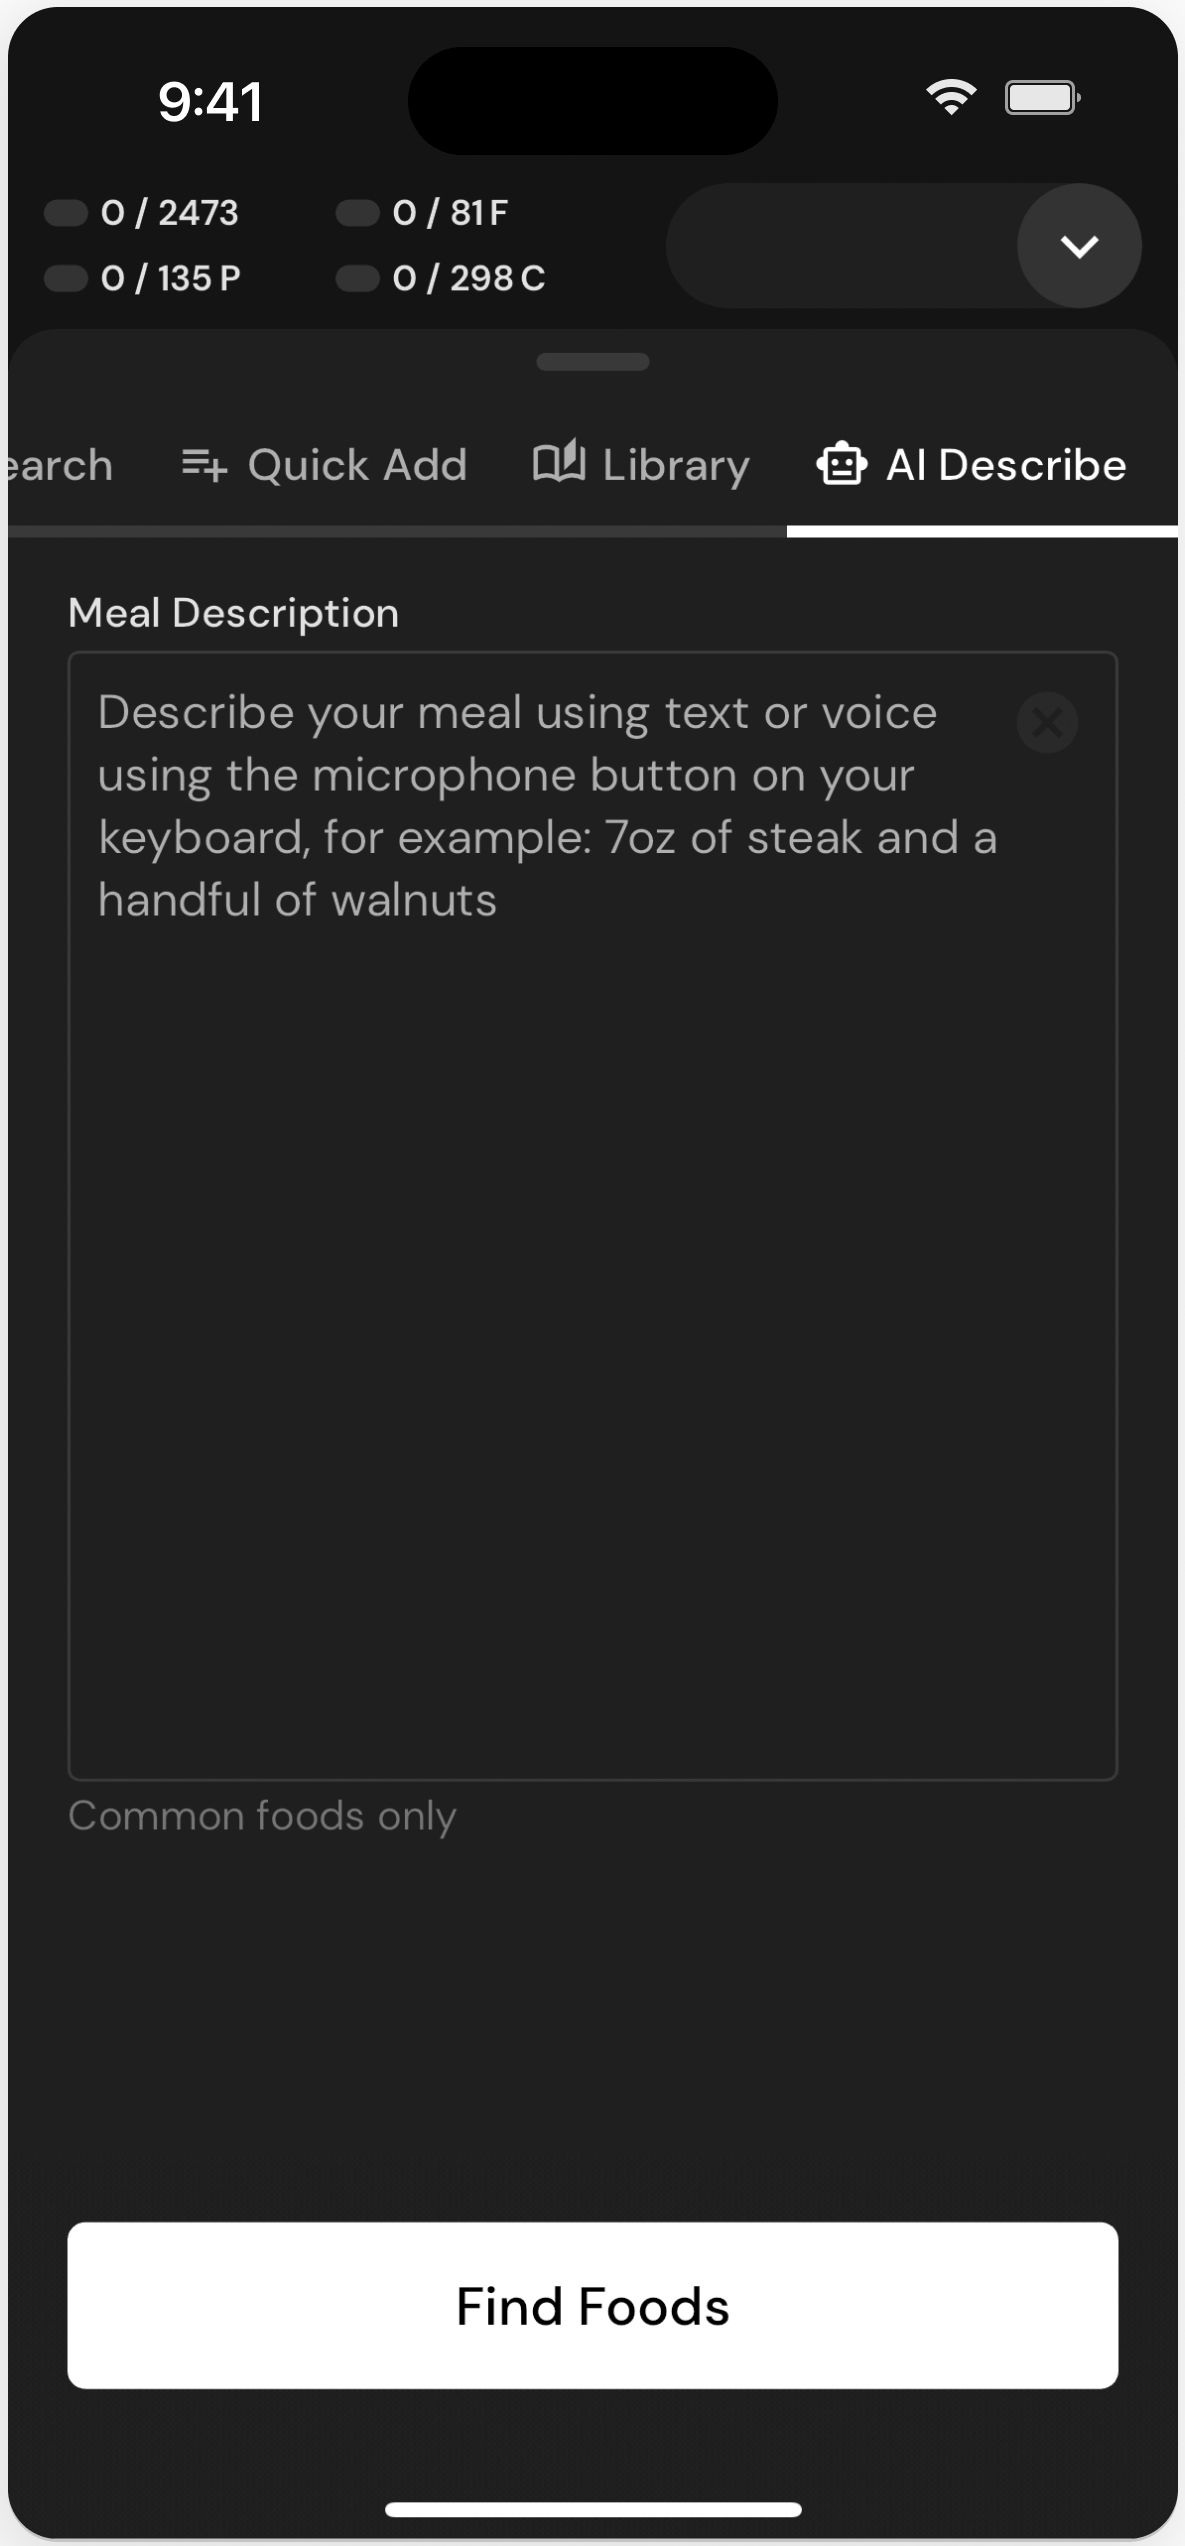 9:41
0 / 2473
0 / 81 F
0 / 135 P
0 / 298 C
earch
Quick Add
Library
AI Describe
Meal Description
Describe your meal using text or voice
using the microphone button on your
keyboard, for example: 7oz of steak and a
handful of walnuts
Common foods only
Find Foods